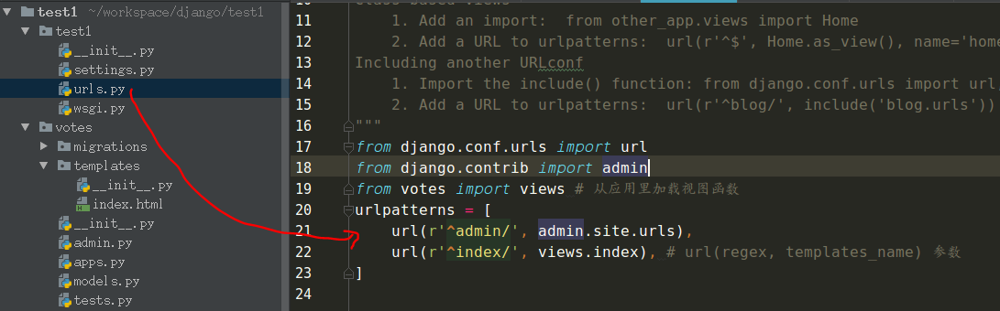 test1 ~/workspace/django/test1
test1
__init__.py
settings.py
urls.py
wsgi.py
votes
migrations
templates
__init__.py
index.html
__init__.py
admin.py
apps.py
models.py
tests.py
11 1. Add an import:  from other_app.views import Home
12 2. Add a URL to urlpatterns:  url(r'^$', Home.as_view(), name='home
13 Including another URLconf
14 1. Import the include() function: from django.conf.urls import url,
15 2. Add a URL to urlpatterns:  url(r'^blog/', include('blog.urls'))
16 """
17 from django.conf.urls import url
18 from django.contrib import admin
19 from votes import views # 从应用里加载视图函数
20 urlpatterns = [
21 url(r'^admin/', admin.site.urls),
22 url(r'^index/', views.index), # url(regex, templates_name) 参数
23 ]
24